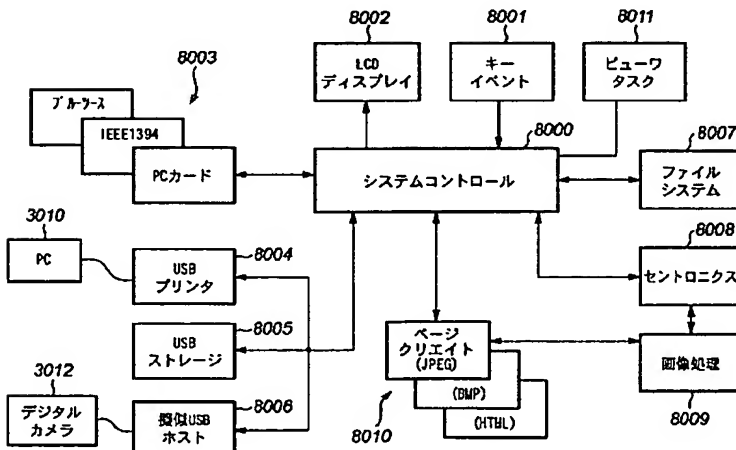 8002
8001
8011
8003
LCD
ディスプレイ
キー
イベント
ビューワ
タスク
ブルーツース
IEEE1394
PCカード
8000
システムコントロール
8007
ファイル
システム
3010
PC
8004
USB
プリンタ
8008
セントロニクス
8005
USB
ストレージ
ページ
クリエイト
(JPEG)
(BMP)
(HTML)
8010
画像処理
8009
3012
デジタル
カメラ
8006
擬似USB
ホスト